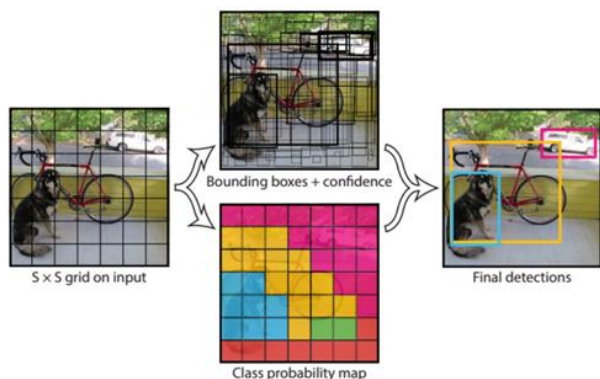 Bounding boxes + confidence
S × S grid on input
Final detections
Class probability map